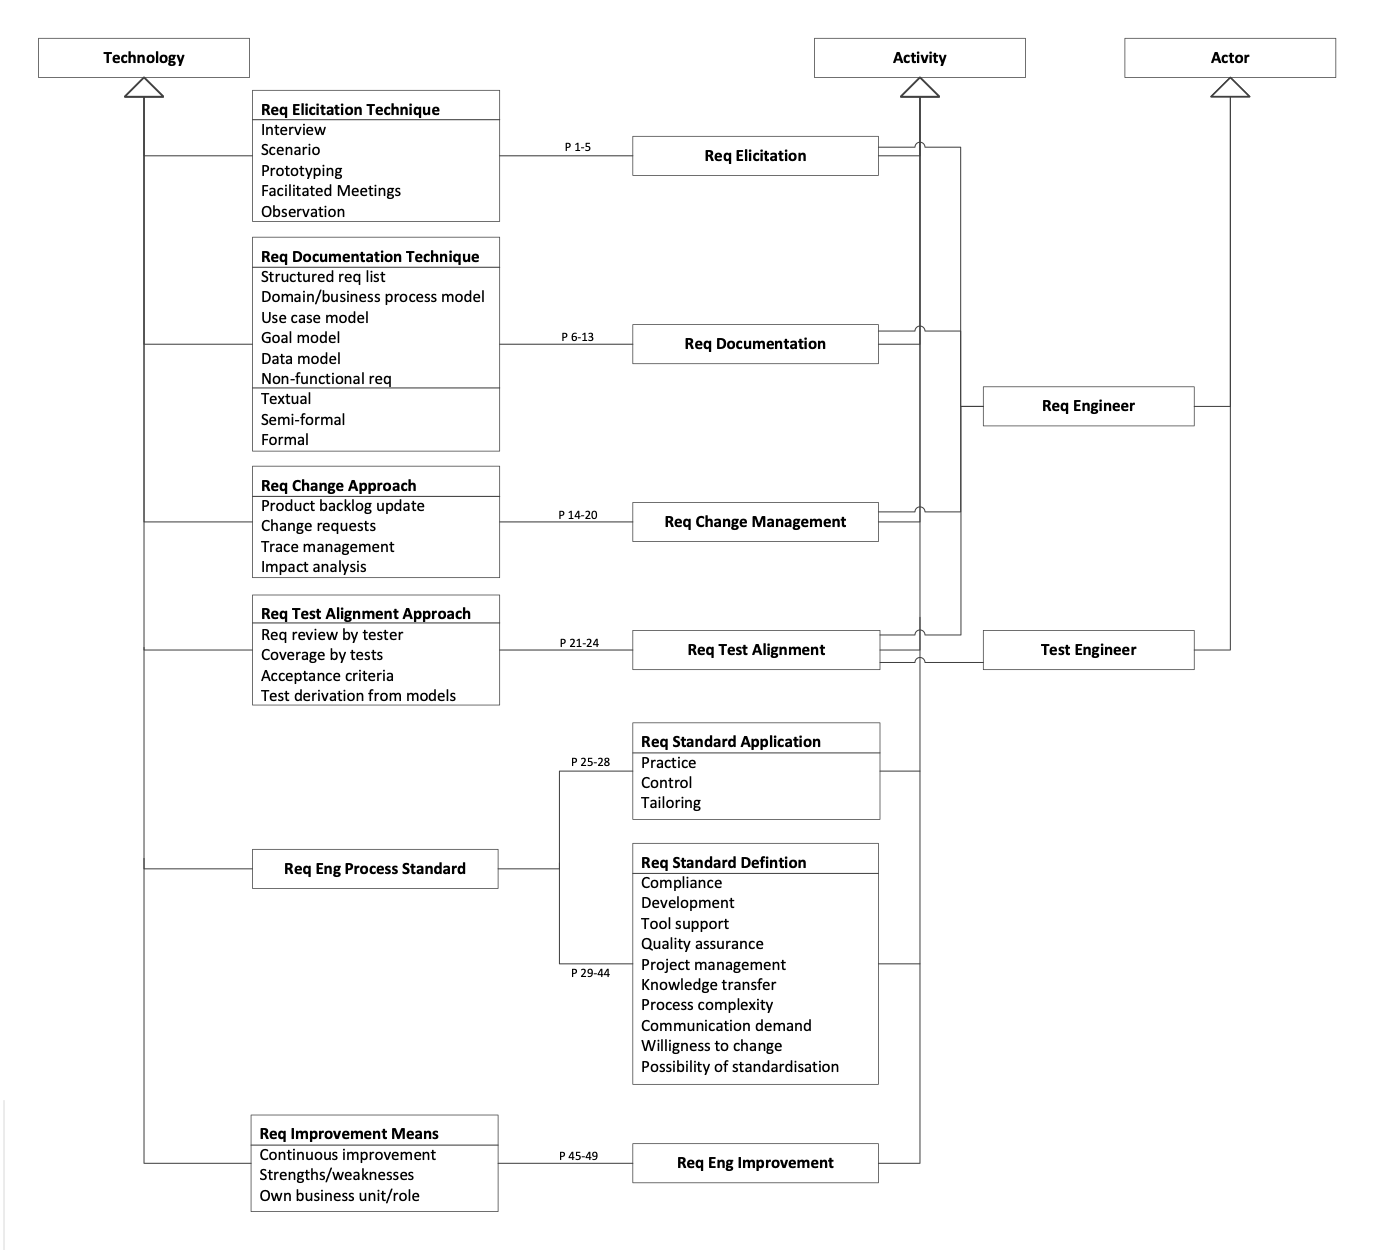 Technology
Activity
Actor
Req Elicitation Technique
Interview
Scenario
Prototyping
Facilitated Meetings
Observation
P 1-5
Req Elicitation
Req Documentation Technique
Structured req list
Domain/business process model
Use case model
Goal model
Data model
Non-functional req
Textual
Semi-formal
Formal
P 6-13
Req Documentation
Req Engineer
Req Change Approach
Product backlog update
Change requests
Trace management
Impact analysis
P 14-20
Req Change Management
Req Test Alignment Approach
Req review by tester
Coverage by tests
Acceptance criteria
Test derivation from models
P 21-24
Req Test Alignment
Test Engineer
P 25-28
Req Standard Application
Practice
Control
Tailoring
Req Eng Process Standard
P 29-44
Req Standard Defintion
Compliance
Development
Tool support
Quality assurance
Project management
Knowledge transfer
Process complexity
Communication demand
Willigness to change
Possibility of standardisation
Req Improvement Means
Continuous improvement
Strengths/weaknesses
Own business unit/role
P 45-49
Req Eng Improvement